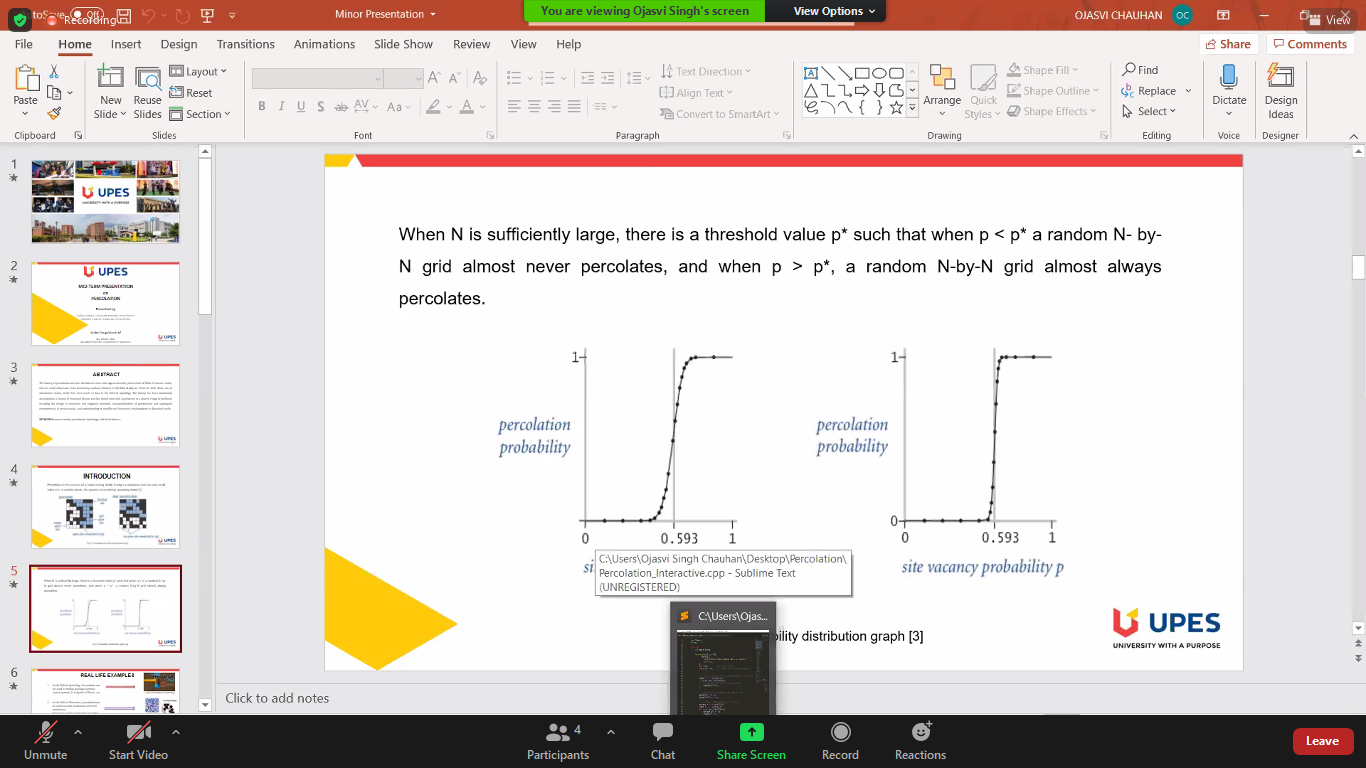 AutoSave Off
Recording
Minor Presentation
You are viewing Ojasvi Singh's screen
View Options
OJASVI CHAUHAN
OC
View
File
Home
Insert
Design
Transitions
Animations
Slide Show
Review
View
Help
Share
Comments
Paste
New Slide
Reuse Slides
Layout
Reset
Section
B I U S ab AV Aa A
Text Direction
Align Text
Convert to SmartArt
Arrange
Quick Styles
Shape Fill
Shape Outline
Shape Effects
Find
Replace
Select
Dictate
Design Ideas
Clipboard
Slides
Font
Paragraph
Drawing
Editing
Voice
Designer
1
UPES
UNIVERSITY WITH A PURPOSE
2
UPES
MID-TERM PRESENTATION
on
PERCOLATION
UPES
3
ABSTRACT
UPES
4
INTRODUCTION
UPES
5
UPES
6
REAL LIFE EXAMPLES
When N is sufficiently large, there is a threshold value p* such that when p < p* a random N- by-
N grid almost never percolates, and when p > p*, a random N-by-N grid almost always
percolates.
1
percolation
probability
0 0.593 1
si
1
percolation
probability
0
0 0.593 1
site vacancy probability p
C:\Users\Ojasvi Singh Chauhan\Desktop\Percolation\
Percolation_Interactive.cpp - Sublime Text
(UNREGISTERED)
C:\Users\Ojas...
bility distribution graph [3]
UPES
UNIVERSITY WITH A PURPOSE
Click to add notes
Unmute
Start Video
Participants
4
Chat
Share Screen
Record
Reactions
Leave